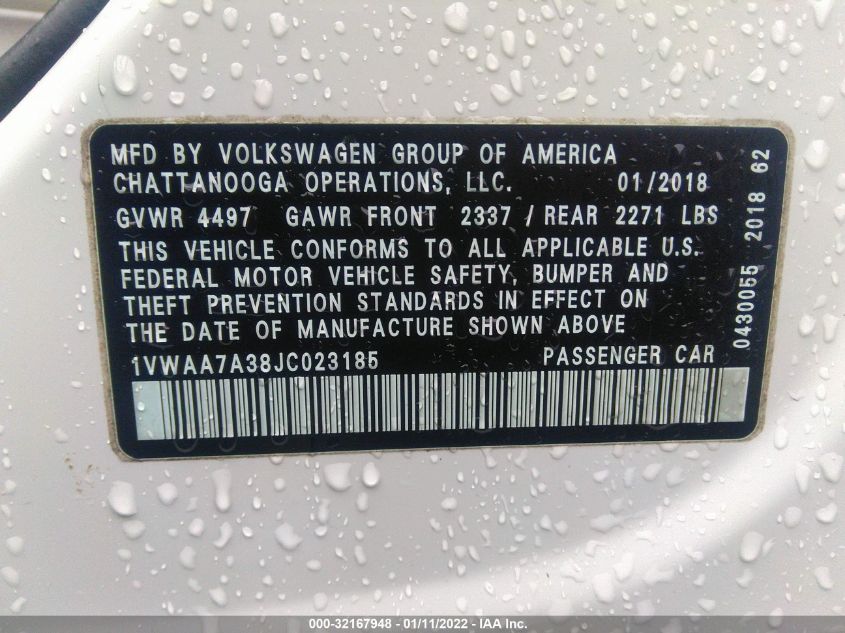 MFD BY VOLKSWAGEN GROUP OF AMERICA
CHATTANOOGA OPERATIONS, LLC. 01/2018
GVWR 4497 GAWR FRONT 2337 / REAR 2271 LBS
THIS VEHICLE CONFORMS TO ALL APPLICABLE U.S.
FEDERAL MOTOR VEHICLE SAFETY, BUMPER AND
THEFT PREVENTION STANDARDS IN EFFECT ON
THE DATE OF MANUFACTURE SHOWN ABOVE
1VWAA7A38JC023185 PASSENGER CAR
0430055 2018 62
000-32167948 - 01/11/2022 - IAA Inc.